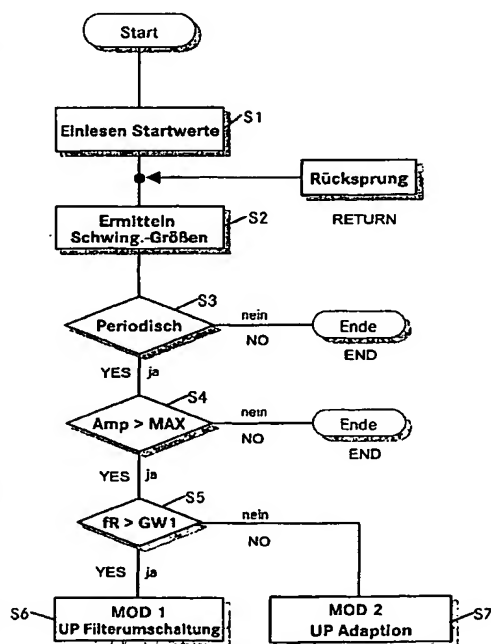 Start
Einlesen Startwerte
S1
Rücksprung
RETURN
Ermitteln
Schwing.-Größen
S2
S3
Periodisch
nein
NO
Ende
END
YES ja
S4
Amp > MAX
nein
NO
Ende
END
YES ja
S5
fR > GW1
nein
NO
YES ja
S6
MOD 1
UP Filterumschaltung
MOD 2
UP Adaption
S7